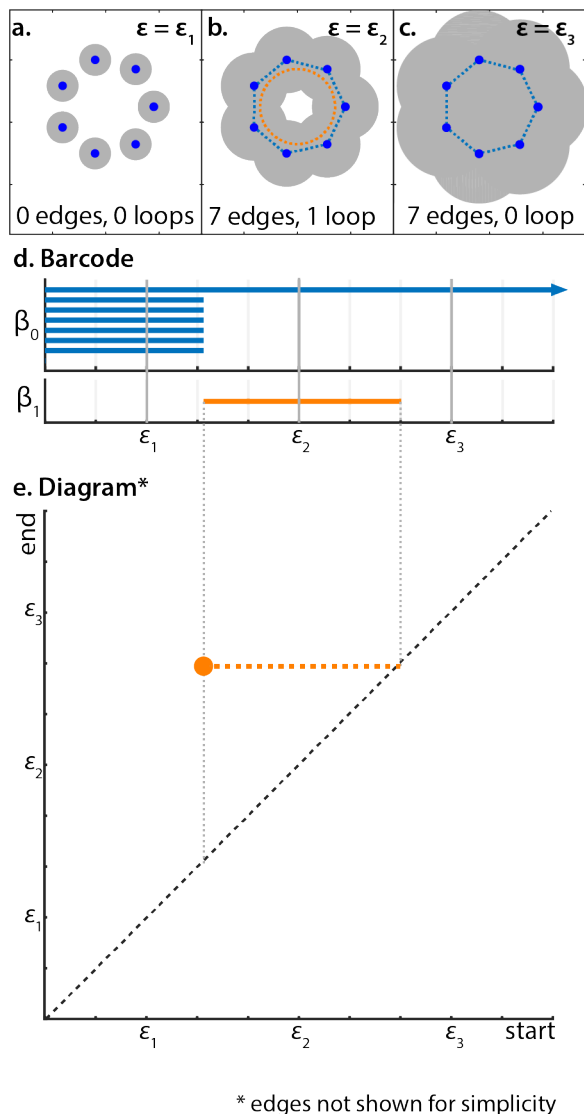 a. ε = ε₁
b. ε = ε₂
c. ε = ε₃
0 edges, 0 loops
7 edges, 1 loop
7 edges, 0 loop
d. Barcode
β₀
β₁
ε₁ ε₂ ε₃
e. Diagram*
end
ε₃
ε₂
ε₁
ε₁ ε₂ ε₃ start
* edges not shown for simplicity